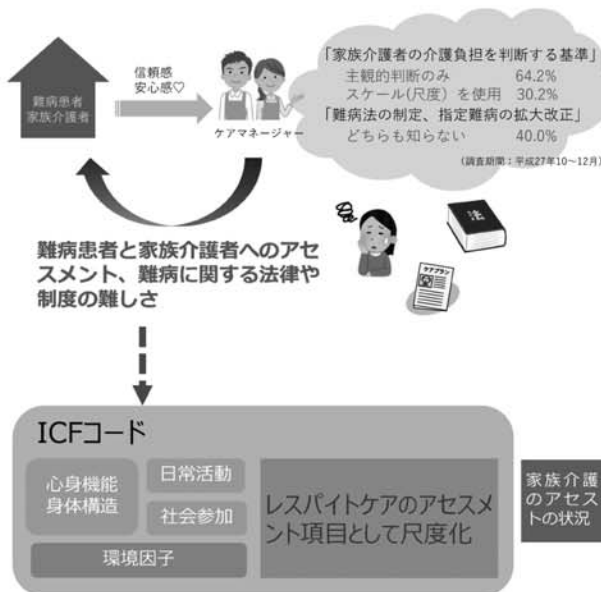 「家族介護者の介護負担を判断する基準」
主観的判断のみ 64.2%
スケール(尺度) を使用 30.2%
「難病法の制定、指定難病の拡大改正」
どちらも知らない 40.0%
(調査期間：平成27年10～12月)
信頼感
安心感♡
難病患者
家族介護者
ケアマネージャー
法
ケアプラン
難病患者と家族介護者へのアセ
スメント、難病に関する法律や
制度の難しさ
ICFコード
心身機能
身体構造
日常活動
社会参加
環境因子
レスパイトケアのアセスメ
ント項目として尺度化
家族介護
のアセス
トの状況